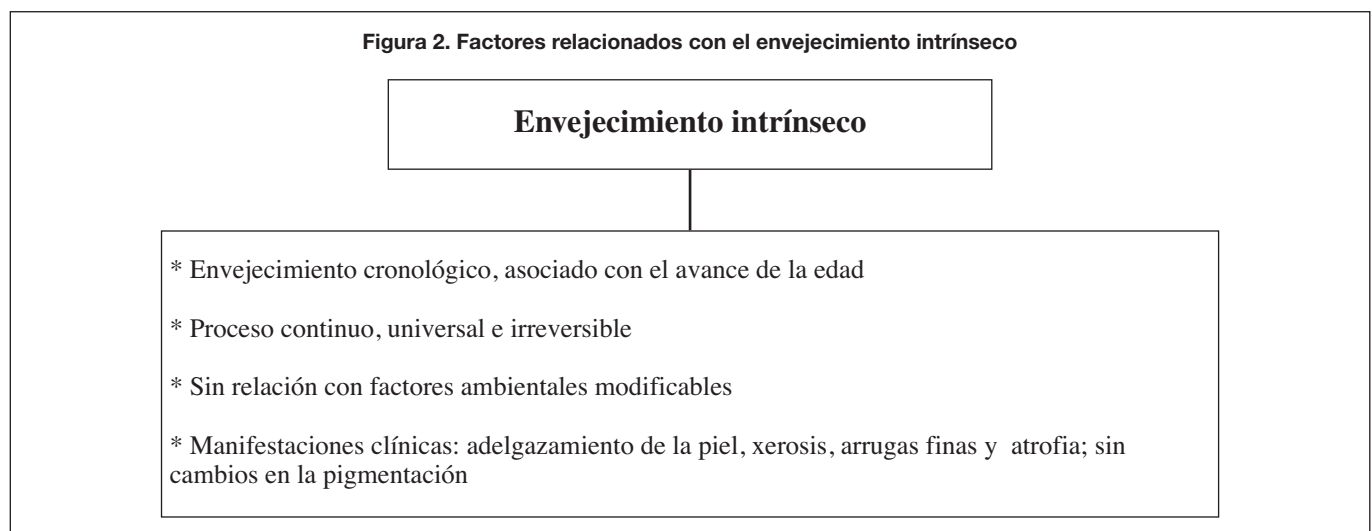 Figura 2. Factores relacionados con el envejecimiento intrínseco
Envejecimiento intrínseco
* Envejecimiento cronológico, asociado con el avance de la edad
* Proceso continuo, universal e irreversible
* Sin relación con factores ambientales modificables
* Manifestaciones clínicas: adelgazamiento de la piel, xerosis, arrugas finas y  atrofia; sin
cambios en la pigmentación